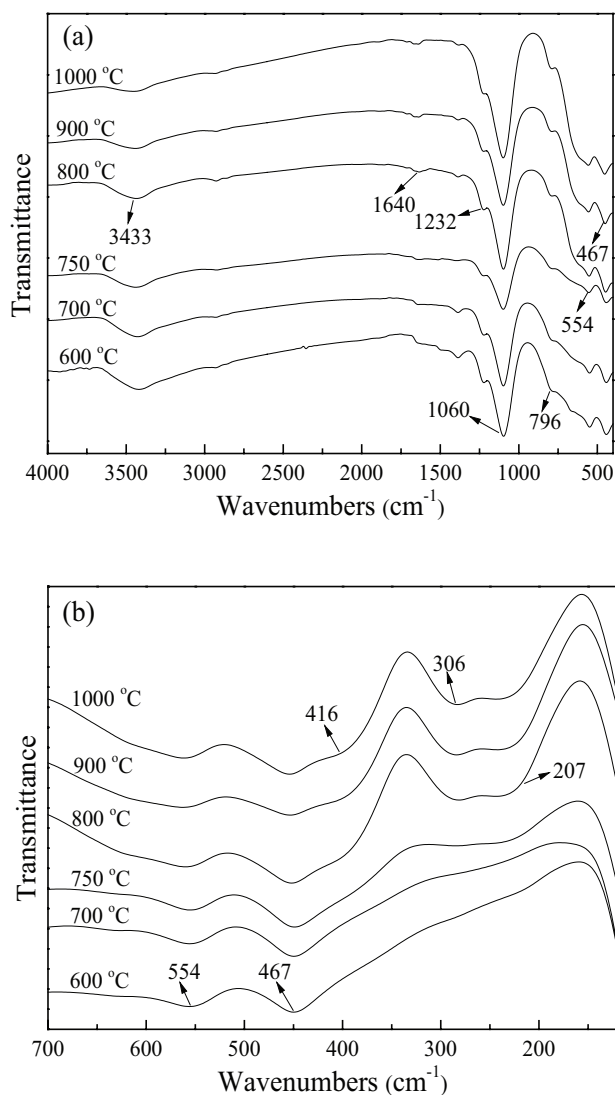 (a)
1000 °C
900 °C
800 °C
3433
1640
1232
467
750 °C
554
700 °C
600 °C
1060
796
Transmittance
4000 3500 3000 2500 2000 1500 1000 500
Wavenumbers (cm⁻¹)
(b)
306
1000 °C
416
207
900 °C
800 °C
750 °C
700 °C
600 °C
554
467
Transmittance
700 600 500 400 300 200
Wavenumbers (cm⁻¹)